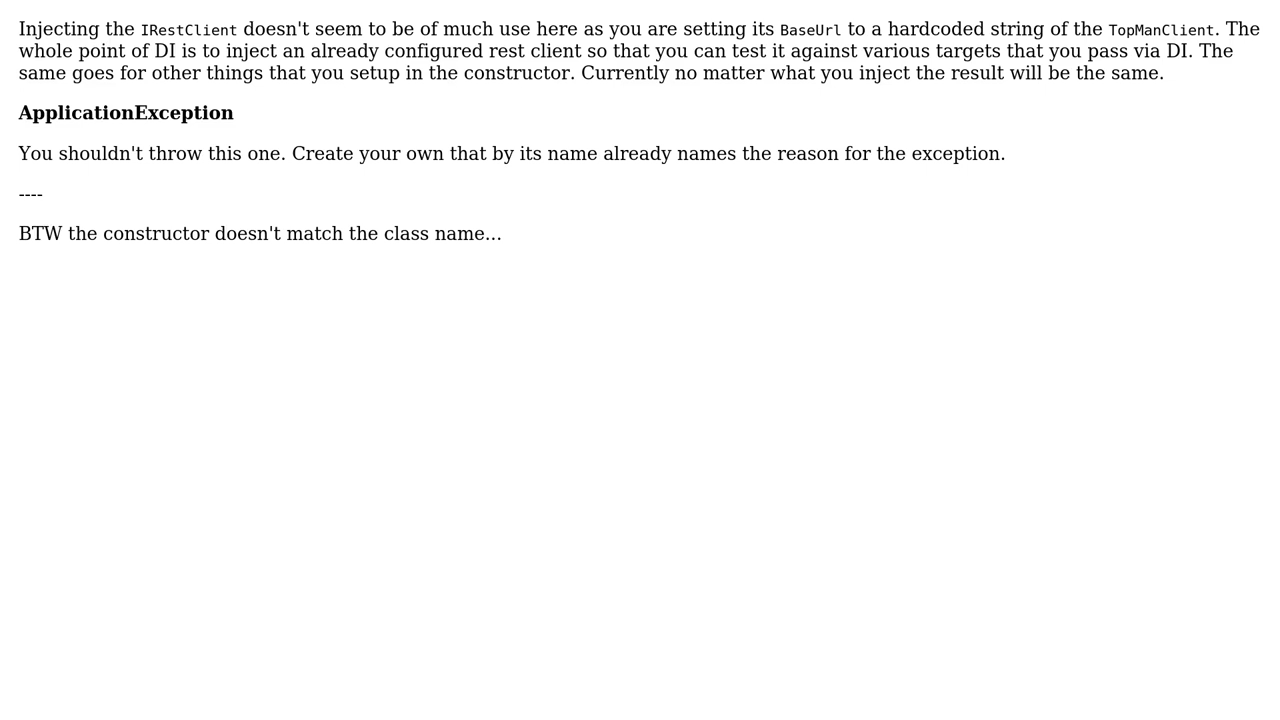 Injecting the IRestClient doesn't seem to be of much use here as you are setting its BaseUrl to a hardcoded string of the TopManClient. The
whole point of DI is to inject an already configured rest client so that you can test it against various targets that you pass via DI. The
same goes for other things that you setup in the constructor. Currently no matter what you inject the result will be the same.
ApplicationException
You shouldn't throw this one. Create your own that by its name already names the reason for the exception.
----
BTW the constructor doesn't match the class name...